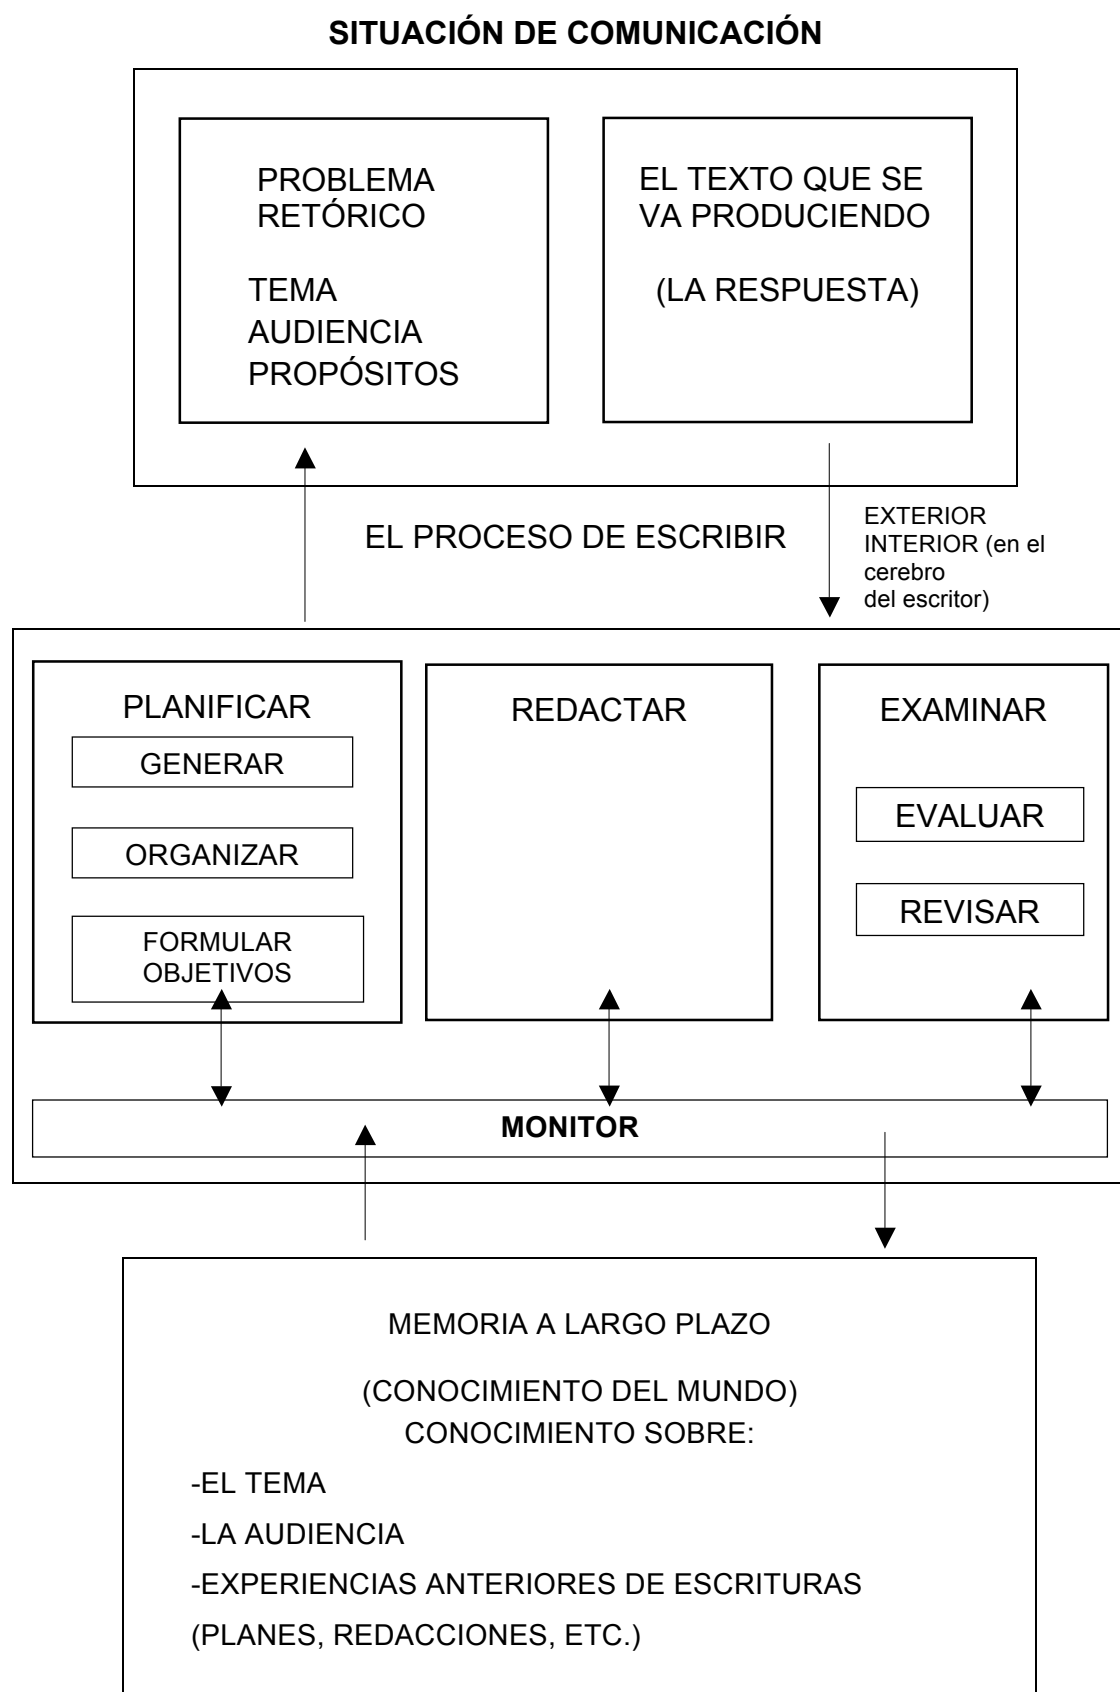 SITUACIÓN DE COMUNICACIÓN
PROBLEMA
RETÓRICO
TEMA
AUDIENCIA
PROPÓSITOS
EL TEXTO QUE SE
VA PRODUCIENDO
(LA RESPUESTA)
EL PROCESO DE ESCRIBIR
EXTERIOR
INTERIOR (en el
cerebro
del escritor)
PLANIFICAR
GENERAR
ORGANIZAR
FORMULAR
OBJETIVOS
REDACTAR
EXAMINAR
EVALUAR
REVISAR
MONITOR
MEMORIA A LARGO PLAZO
(CONOCIMIENTO DEL MUNDO)
CONOCIMIENTO SOBRE:
-EL TEMA
-LA AUDIENCIA
-EXPERIENCIAS ANTERIORES DE ESCRITURAS
(PLANES, REDACCIONES, ETC.)